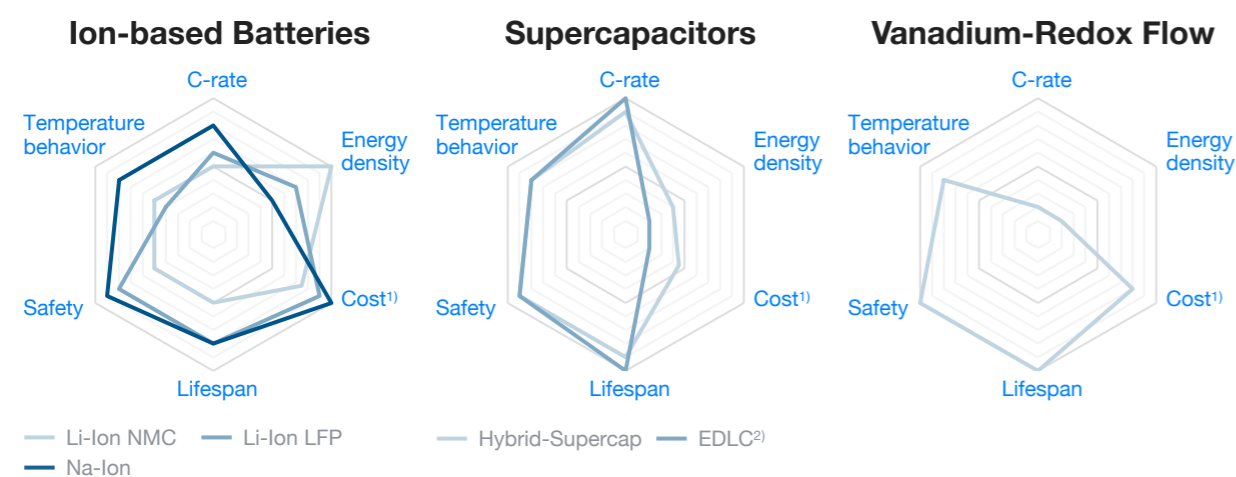 Ion-based Batteries
C-rate
Temperature
behavior
Energy
density
Safety
Cost¹⁾
Lifespan
Li-Ion NMC
Li-Ion LFP
Na-Ion
Supercapacitors
C-rate
Temperature
behavior
Energy
density
Safety
Cost¹⁾
Lifespan
Hybrid-Supercap
EDLC²⁾
Vanadium-Redox Flow
C-rate
Temperature
behavior
Energy
density
Safety
Cost¹⁾
Lifespan